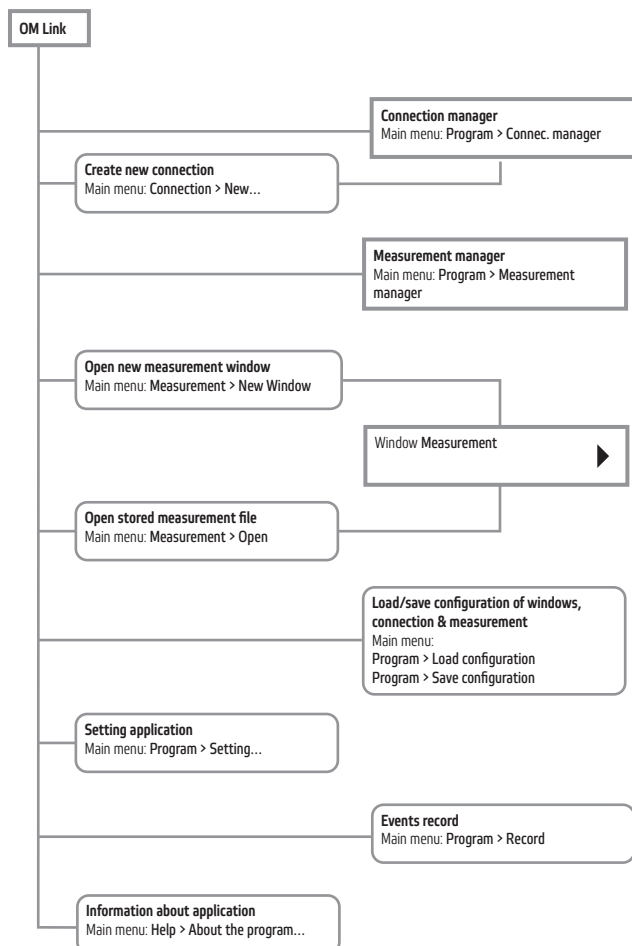 OM Link
Connection manager
Main menu: Program > Connec. manager
Create new connection
Main menu: Connection > New...
Measurement manager
Main menu: Program > Measurement
manager
Open new measurement window
Main menu: Measurement > New Window
Window Measurement
Open stored measurement file
Main menu: Measurement > Open
Load/save configuration of windows,
connection & measurement
Main menu:
Program > Load configuration
Program > Save configuration
Setting application
Main menu: Program > Setting...
Events record
Main menu: Program > Record
Information about application
Main menu: Help > About the program...